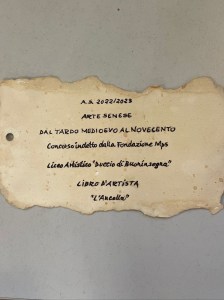 A.S. 2022/2023
ARTE SENESE
DAL TARDO MEDIOEVO AL NOVECENTO
Concorso indetto dalla Fondazione Mps
Liceo Artistico "Duccio di Buoninsegna"
LIBRO D'ARTISTA